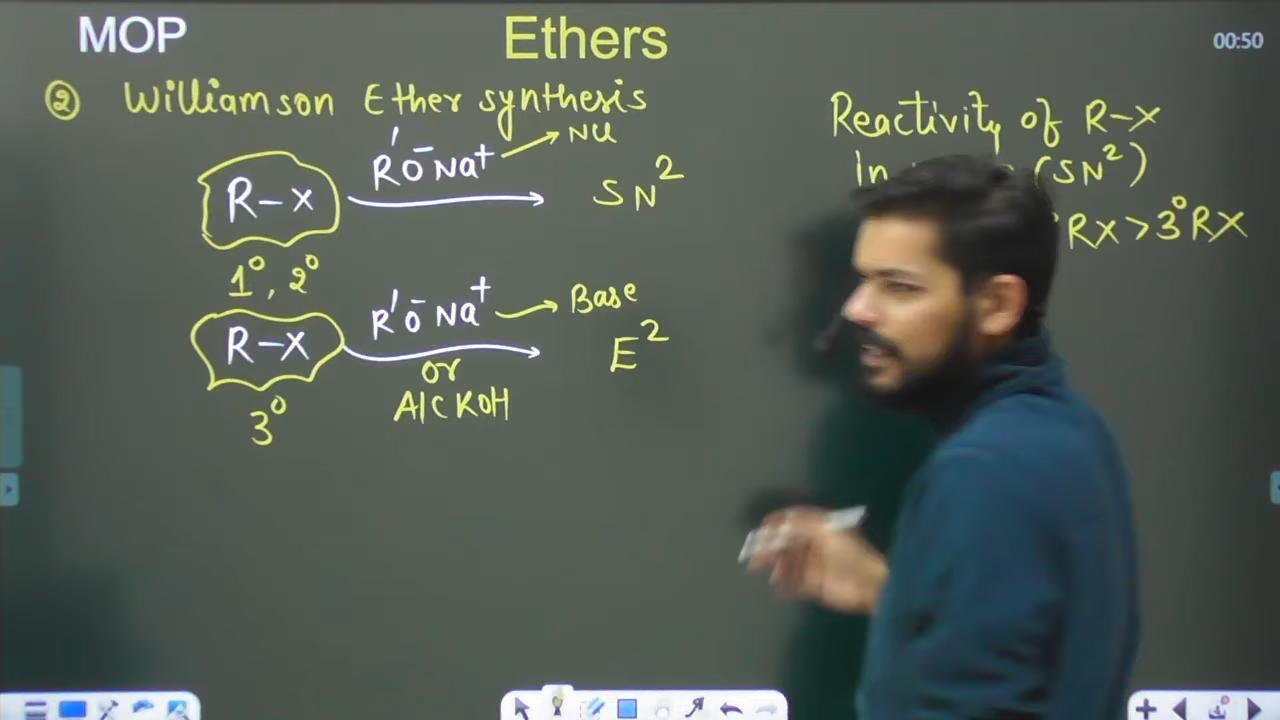 MOP
Ethers
00:50
② Williamson Ether synthesis
R'O⁻Na⁺ → NU
R-X
SN²
1°, 2°
R'O⁻Na⁺ → Base
R-X
E²
or
Alc KOH
3°
Reactivity of R-X
In (SN²)
RX > 3° RX